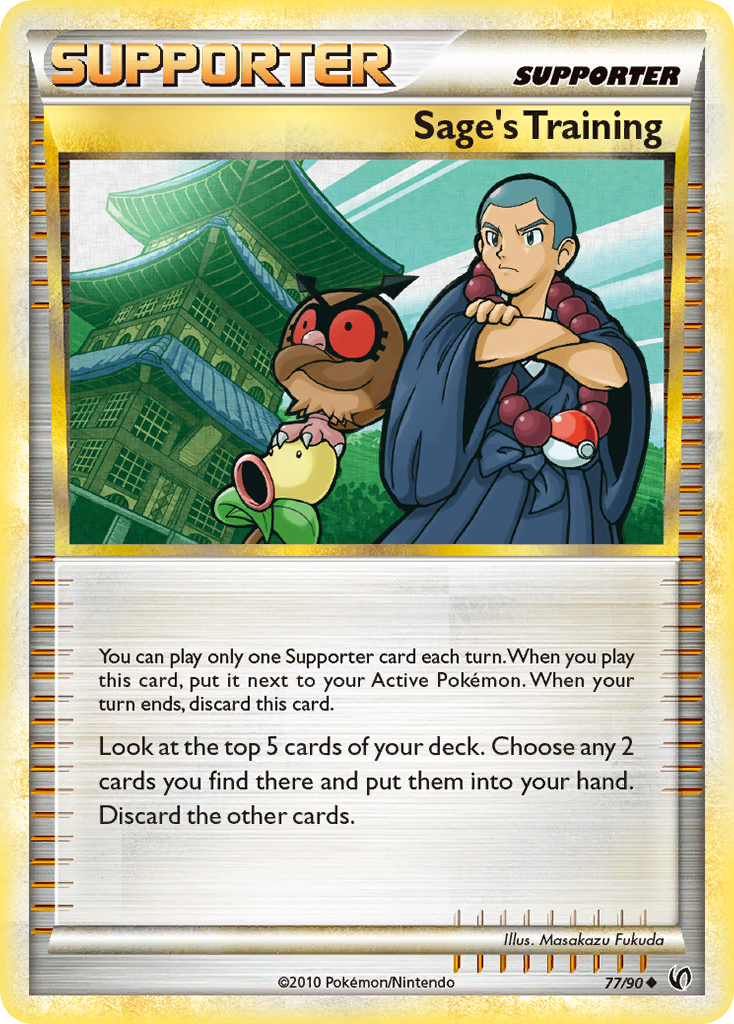 SUPPORTER
SUPPORTER
Sage's Training
You can play only one Supporter card each turn. When you play
this card, put it next to your Active Pokémon. When your
turn ends, discard this card.
Look at the top 5 cards of your deck. Choose any 2
cards you find there and put them into your hand.
Discard the other cards.
Illus. Masakazu Fukuda
©2010 Pokémon/Nintendo
77/90